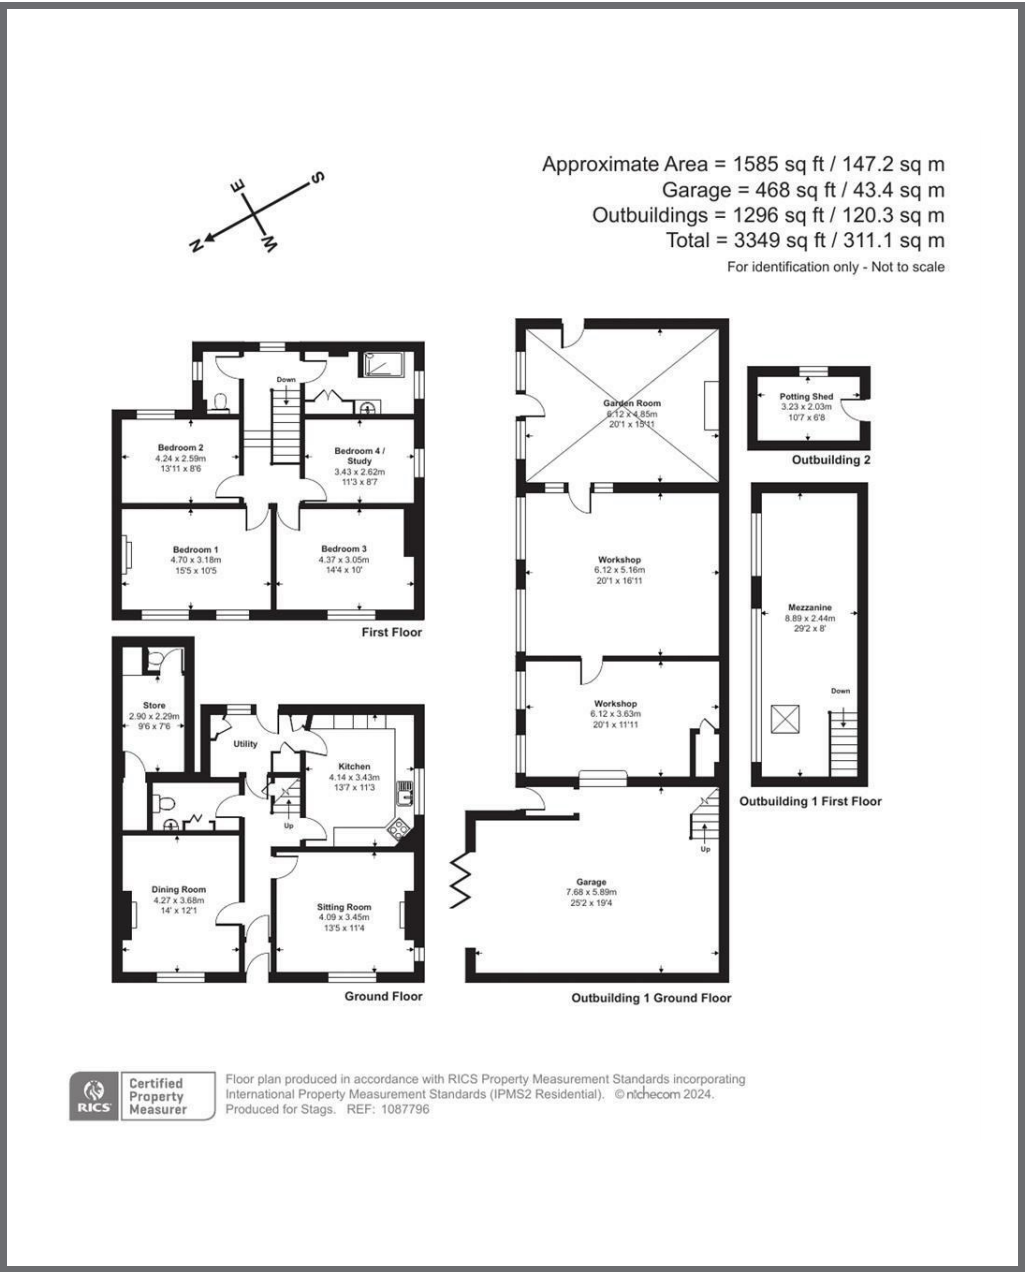 Approximate Area = 1585 sq ft / 147.2 sq m
Garage = 468 sq ft / 43.4 sq m
Outbuildings = 1296 sq ft / 120.3 sq m
Total = 3349 sq ft / 311.1 sq m
For identification only - Not to scale
E
S
N
W
Down
Bedroom 2
4.24 x 2.59m
13'11 x 8'6
Bedroom 4 /
Study
3.43 x 2.62m
11'3 x 8'7
Bedroom 1
4.70 x 3.18m
15'5 x 10'5
Bedroom 3
4.37 x 3.05m
14'4 x 10'
First Floor
Store
2.90 x 2.29m
9'6 x 7'6
Utility
Kitchen
4.14 x 3.43m
13'7 x 11'3
Up
Dining Room
4.27 x 3.68m
14' x 12'1
Sitting Room
4.09 x 3.45m
13'5 x 11'4
Ground Floor
Garden Room
6.12 x 4.85m
20'1 x 15'11
Workshop
6.12 x 5.16m
20'1 x 16'11
Workshop
6.12 x 3.63m
20'1 x 11'11
Up
Garage
7.68 x 5.89m
25'2 x 19'4
Outbuilding 1 Ground Floor
Potting Shed
3.23 x 2.03m
10'7 x 6'8
Outbuilding 2
Mezzanine
8.89 x 2.44m
29'2 x 8'
Down
Outbuilding 1 First Floor
RICS
Certified
Property
Measurer
Floor plan produced in accordance with RICS Property Measurement Standards incorporating
International Property Measurement Standards (IPMS2 Residential). © nichecom 2024.
Produced for Stags. REF: 1087796